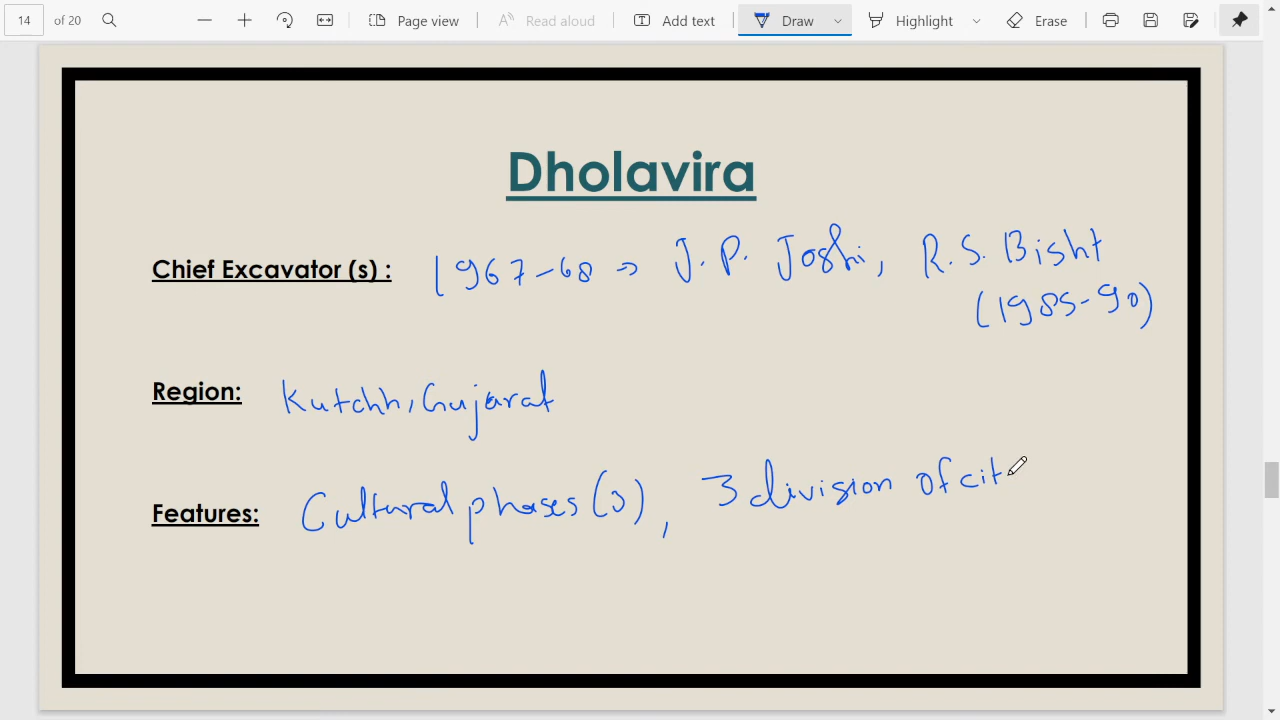 14 of 20 Page view Read aloud Add text Draw Highlight Erase
Dholavira
Chief Excavator (s) : 1967-68 → J. P. Joshi, R. S. Bisht
(1985-90)
Region: Kutchh, Gujarat
Features: Cultural phases (3), 3 division of cit